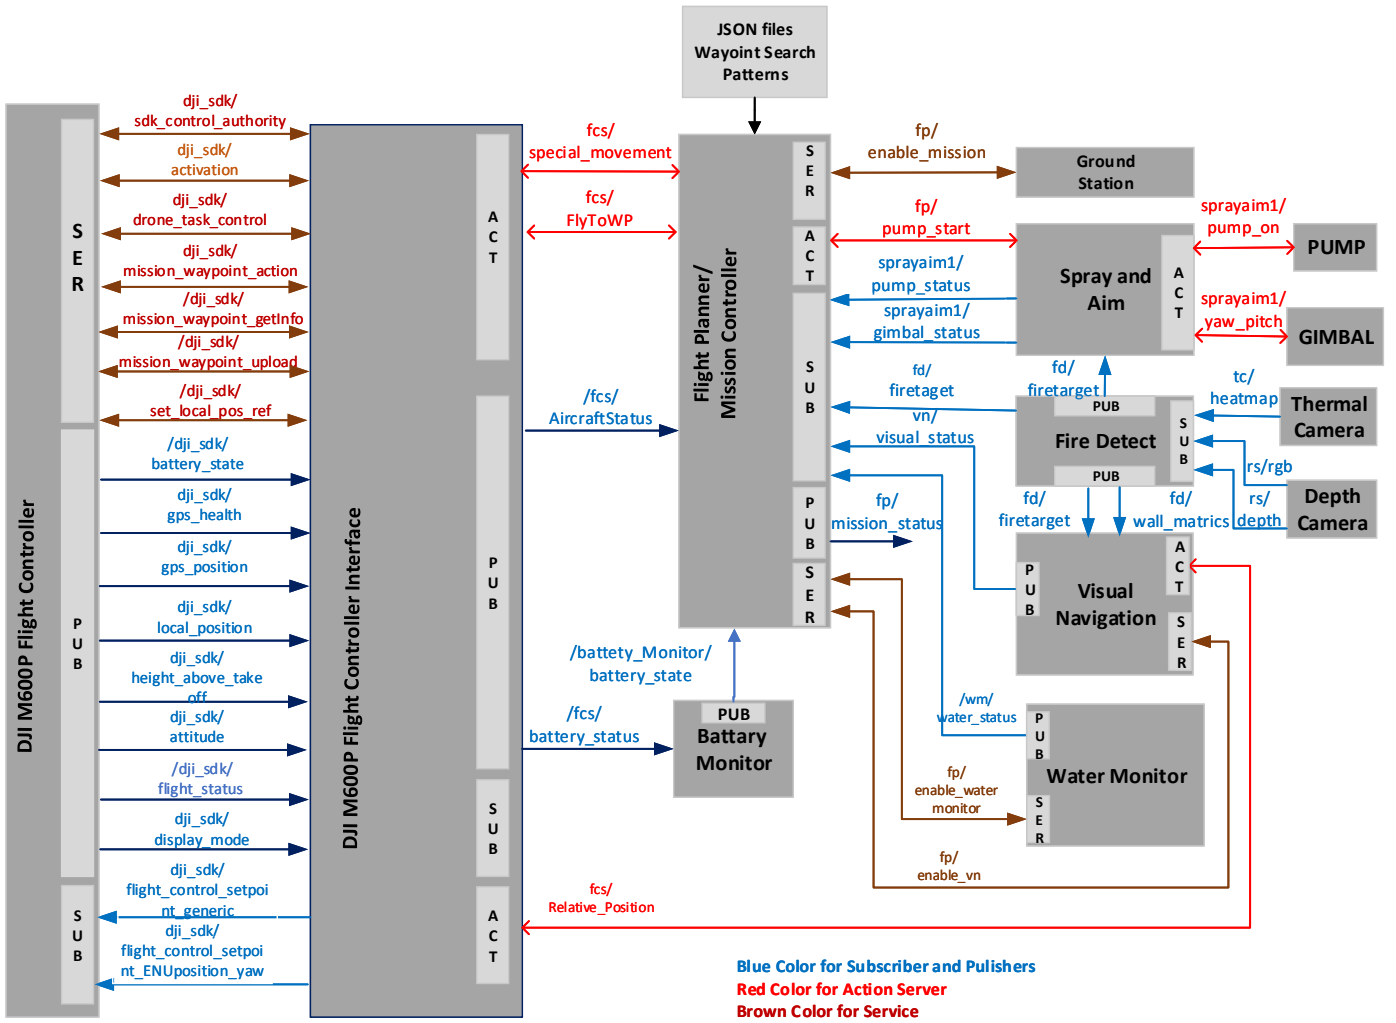 JSON files
Wayoint Search
Patterns
DJI M600P Flight Controller
S
E
R
P
U
B
S
U
B
dji_sdk/
sdk_control_authority
dji_sdk/
activation
dji_sdk/
drone_task_control
dji_sdk/
mission_waypoint_action
/dji_sdk/
mission_waypoint_getInfo
/dji_sdk/
mission_waypoint_upload
/dji_sdk/
set_local_pos_ref
/dji_sdk/
battery_state
dji_sdk/
gps_health
dji_sdk/
gps_position
dji_sdk/
local_position
dji_sdk/
height_above_take
off
dji_sdk/
attitude
/dji_sdk/
flight_status
dji_sdk/
display_mode
dji_sdk/
flight_control_setpoi
nt_generic
dji_sdk/
flight_control_setpoi
nt_ENUposition_yaw
DJI M600P Flight Controller Interface
A
C
T
P
U
B
S
U
B
A
C
T
fcs/
special_movement
fcs/
FlyToWP
/fcs/
AircraftStatus
/battety_Monitor/
battery_state
/fcs/
battery_status
PUB
Battary
Monitor
fcs/
Relative_Position
Flight Planner/
Mission Controller
S
E
R
A
C
T
S
U
B
P
U
B
S
E
R
fp/
enable_mission
fp/
pump_start
sprayaim1/
pump_status
sprayaim1/
gimbal_status
fd/
firetaget
vn/
visual_status
fp/
mission_status
/wm/
water_status
fp/
enable_water
monitor
fp/
enable_vn
Ground
Station
Spray and
Aim
A
C
T
sprayaim1/
pump_on
PUMP
sprayaim1/
yaw_pitch
GIMBAL
fd/
firetarget
PUB
Fire Detect
PUB
S
U
B
tc/
heatmap
Thermal
Camera
rs/rgb
rs/
depth
Depth
Camera
fd/
firetarget
fd/
wall_matrics
P
U
B
Visual
Navigation
A
C
T
S
E
R
P
U
B
Water Monitor
S
E
R
Blue Color for Subscriber and Pulishers
Red Color for Action Server
Brown Color for Service